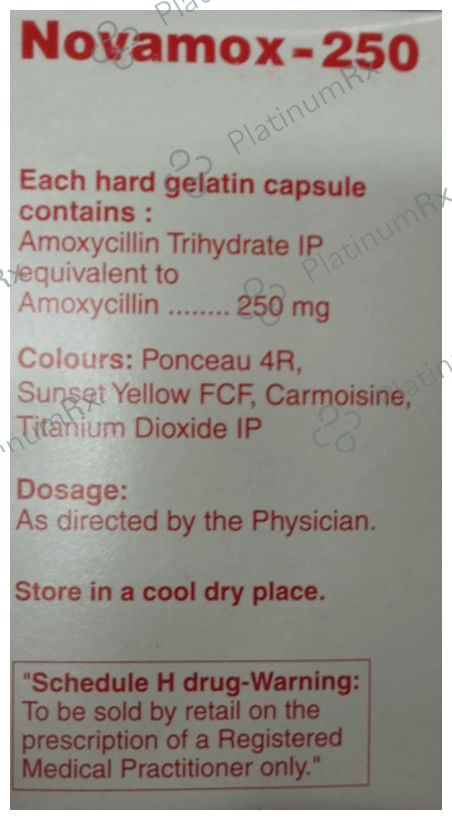 Novamox-250
Each hard gelatin capsule
contains :
Amoxycillin Trihydrate IP
equivalent to
Amoxycillin ........ 250 mg
Colours: Ponceau 4R,
Sunset Yellow FCF, Carmoisine,
Titanium Dioxide IP
Dosage:
As directed by the Physician.
Store in a cool dry place.
"Schedule H drug-Warning:
To be sold by retail on the
prescription of a Registered
Medical Practitioner only."
PlatinumRx
PlatinumRx